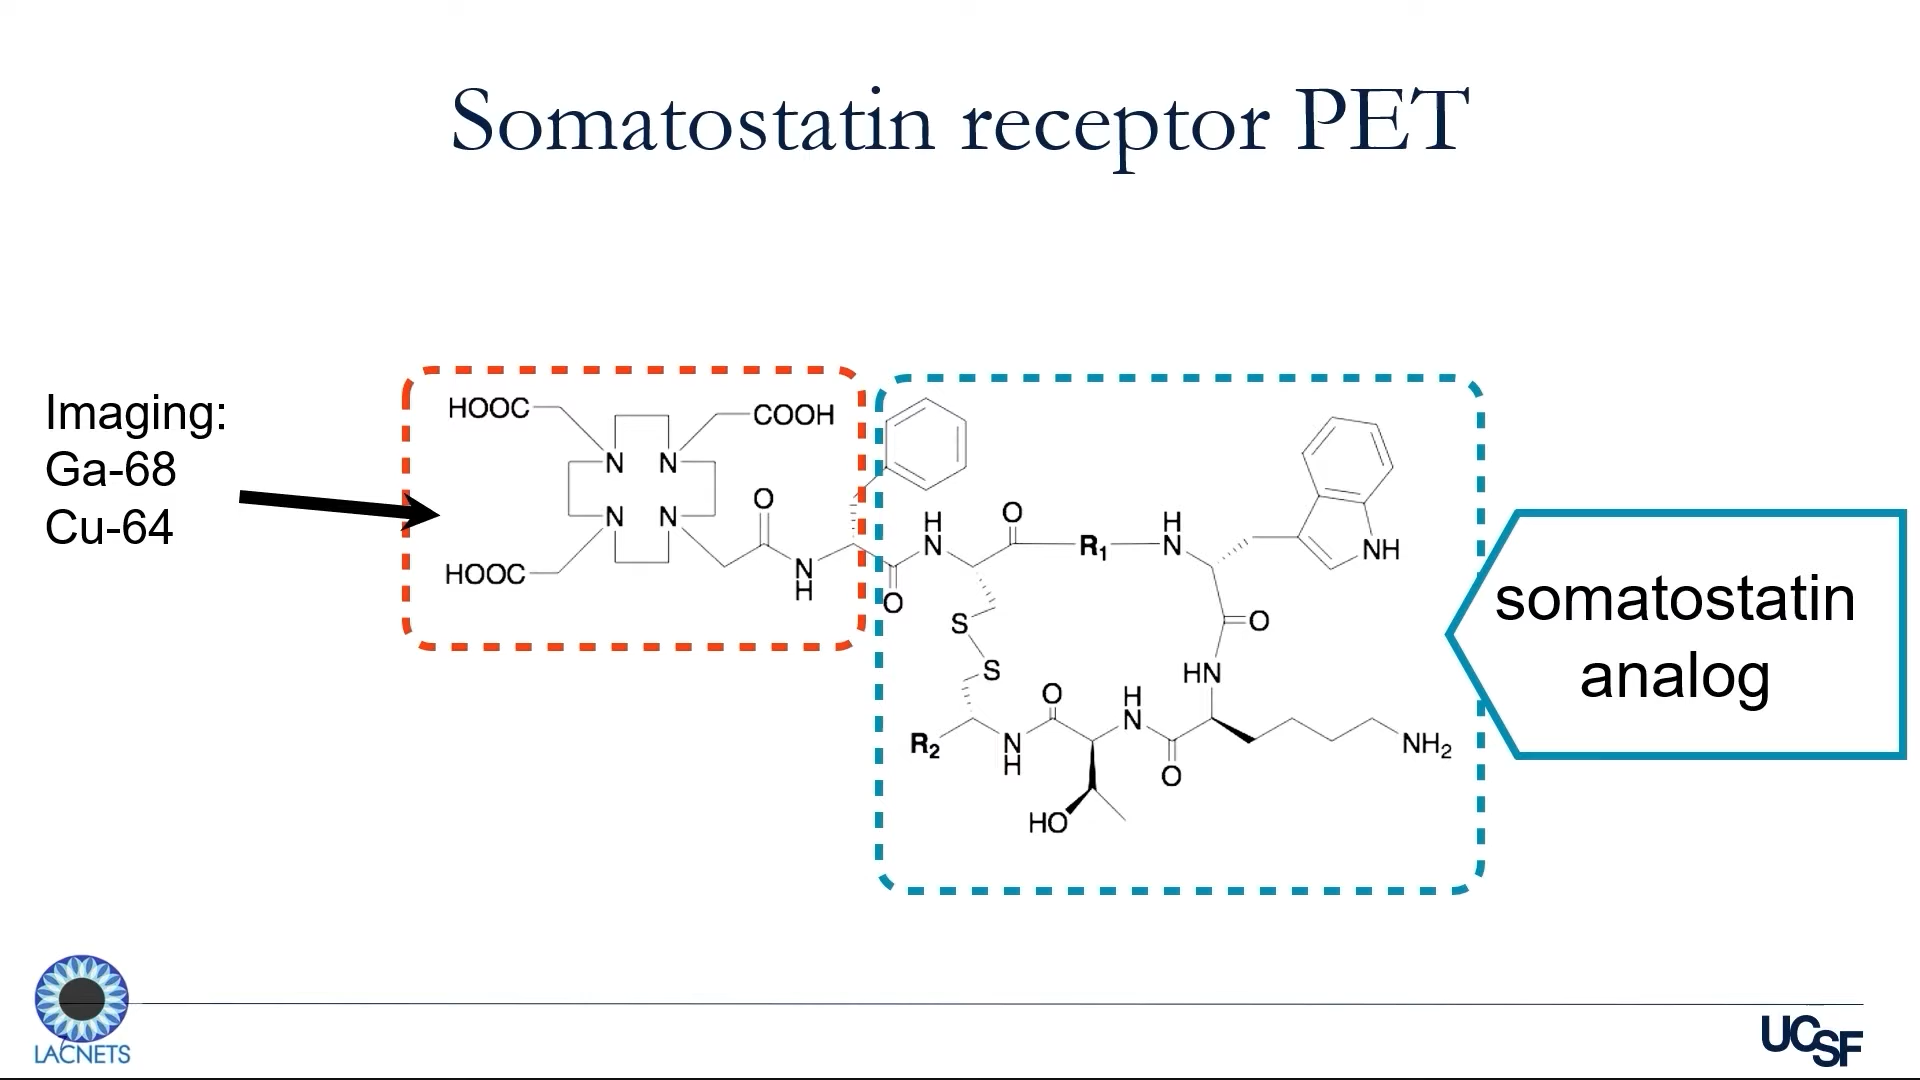 Somatostatin receptor PET
Imaging:
Ga-68
Cu-64
HOOC
COOH
N
N
N
N
HOOC
O
N
H
O
H
N
O
R₁
H
N
NH
O
HN
S
S
R₂
N
H
O
H
N
O
NH₂
HO
somatostatin
analog
LACNETS
UCSF